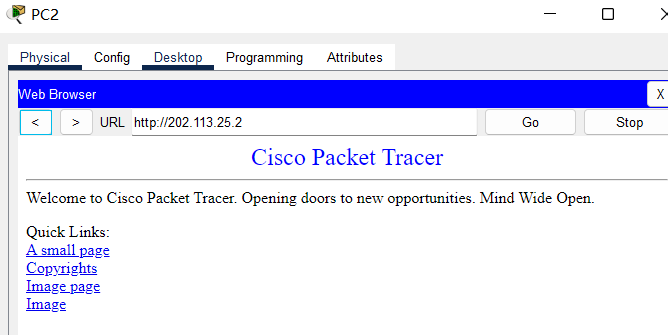 PC2
Physical Config Desktop Programming Attributes
Web Browser X
< > URL http://202.113.25.2 Go Stop
Cisco Packet Tracer
Welcome to Cisco Packet Tracer. Opening doors to new opportunities. Mind Wide Open.
Quick Links:
A small page
Copyrights
Image page
Image